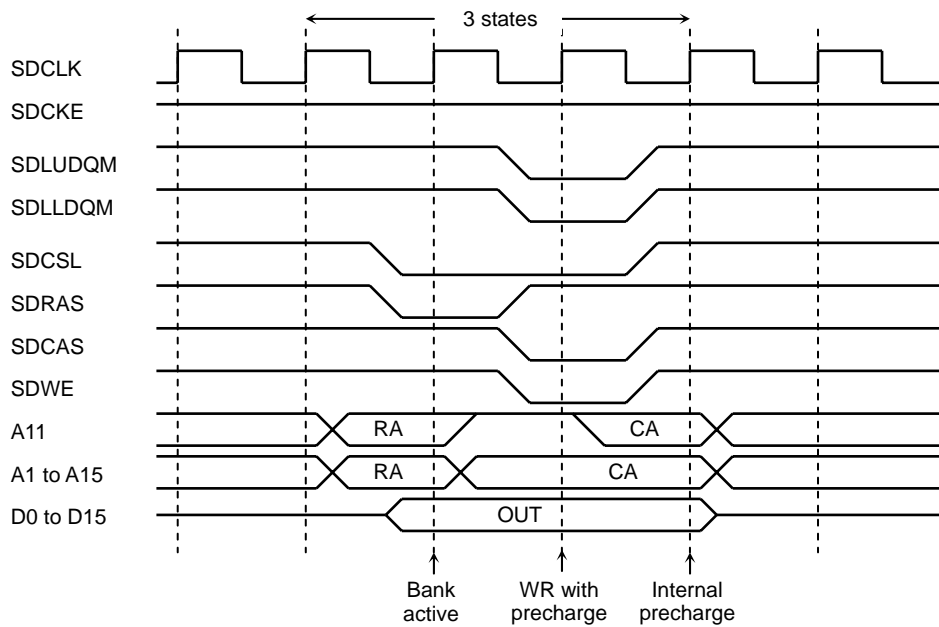 3 states
SDCLK
SDCKE
SDLUDQM
SDLLDQM
SDCSL
SDRAS
SDCAS
SDWE
A11
RA
CA
A1 to A15
RA
CA
D0 to D15
OUT
Bank
active
WR with
precharge
Internal
precharge